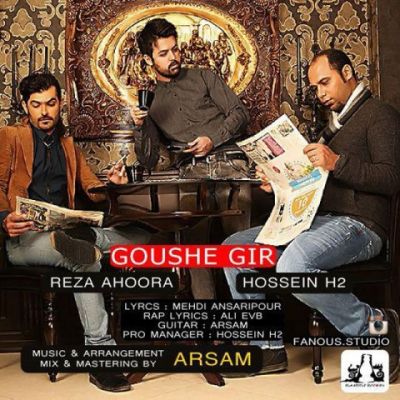 GOUSHE GIR
REZA AHOORA
HOSSEIN H2
LYRCS : MEHDI ANSARIPOUR
RAP LYRICS : ALI EVB
GUITAR : ARSAM
PRO MANAGER : HOSSEIN H2
FANOUS.STUDIO
MUSIC & ARRANGEMENT
MIX & MASTERING BY
ARSAM